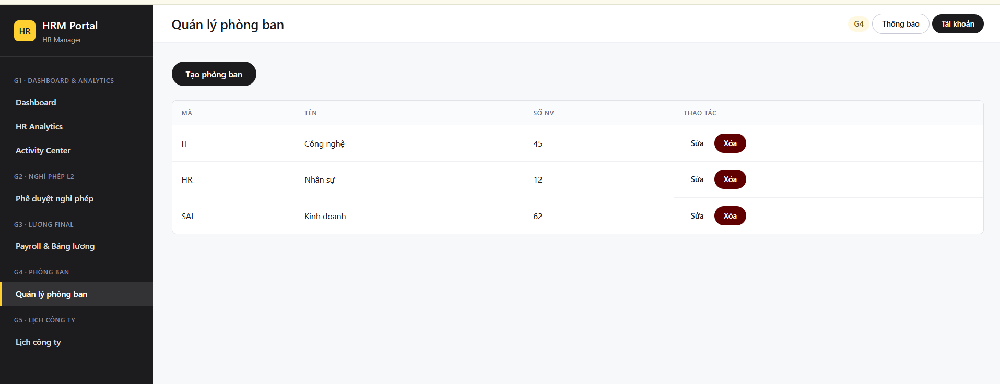 HR
HRM Portal
HR Manager
G1 · DASHBOARD & ANALYTICS
Dashboard
HR Analytics
Activity Center
G2 · NGHỈ PHÉP L2
Phê duyệt nghỉ phép
G3 · LƯƠNG FINAL
Payroll & Bảng lương
G4 · PHÒNG BAN
Quản lý phòng ban
G5 · LỊCH CÔNG TY
Lịch công ty
Quản lý phòng ban
G4 Thông báo Tài khoản
Tạo phòng ban
MÃ TÊN SỐ NV THAO TÁC
IT Công nghệ 45 Sửa Xóa
HR Nhân sự 12 Sửa Xóa
SAL Kinh doanh 62 Sửa Xóa